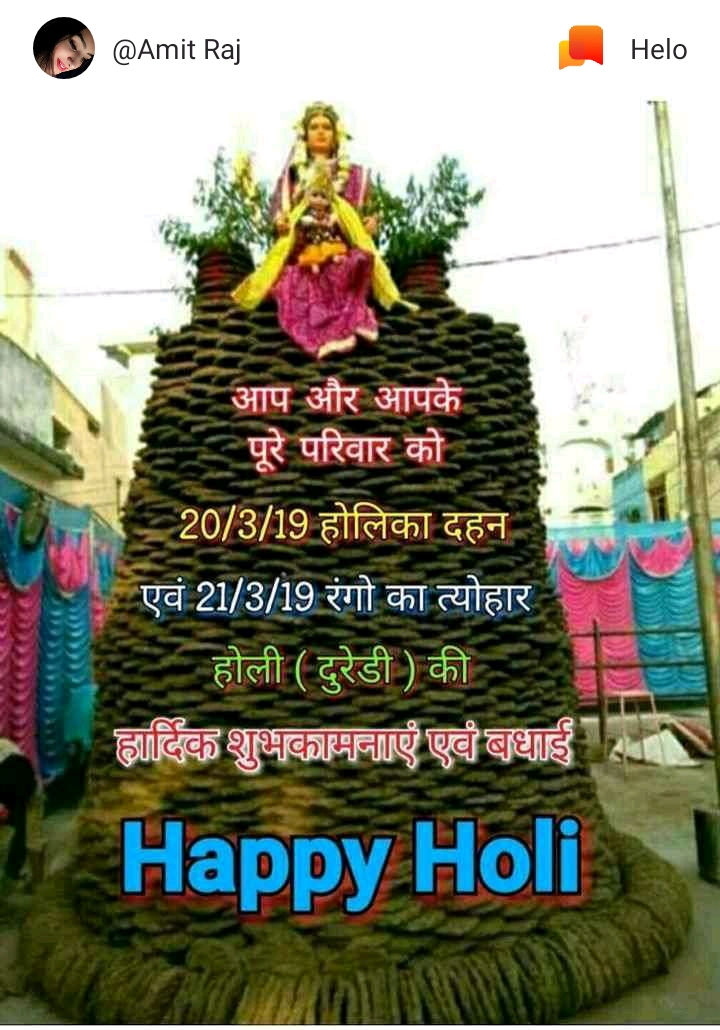 @Amit Raj
Helo
आप और आपके
पूरे परिवार को
20/3/19 होलिका दहन
एवं 21/3/19 रंगो का त्योहार
होली ( दुरेडी ) की
हार्दिक शुभकामनाएं एवं बधाई
Happy Holi